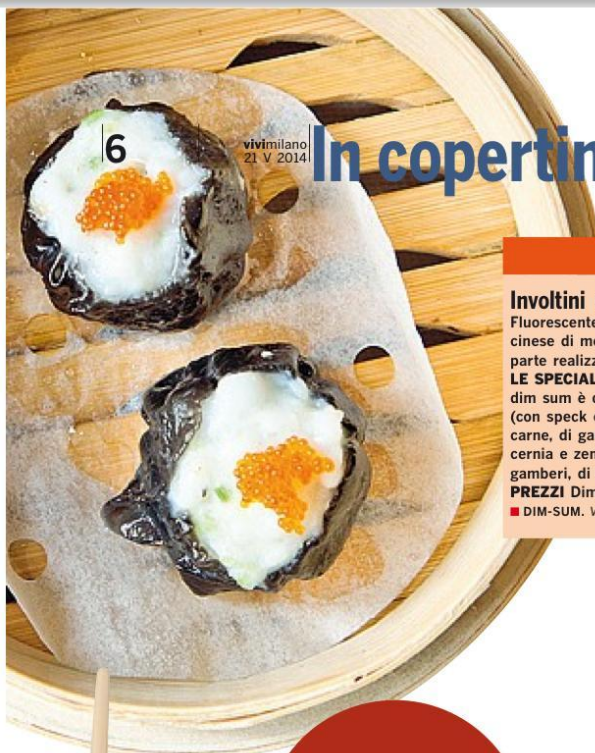 6
vivimilano
21 V 2014
In copertin
Involtini
Fluorescente
cinese di me
parte realizz
LE SPECIAL
dim sum è c
(con speck e
carne, di ga
cernia e zen
gamberi, di
PREZZI Dim
DIM-SUM. V